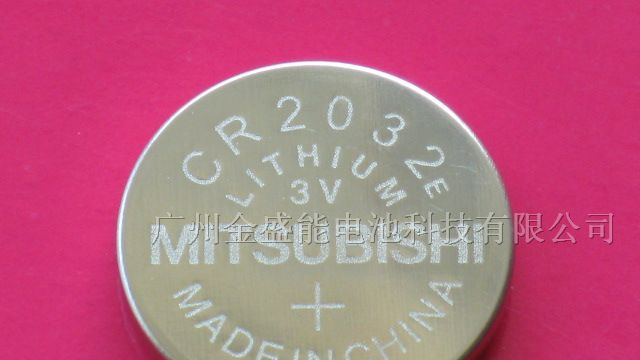 CR2032E
LITHIUM
3V
广州金盛能电池科技有限公司
MITSUBISHI
+
MADE IN CHINA